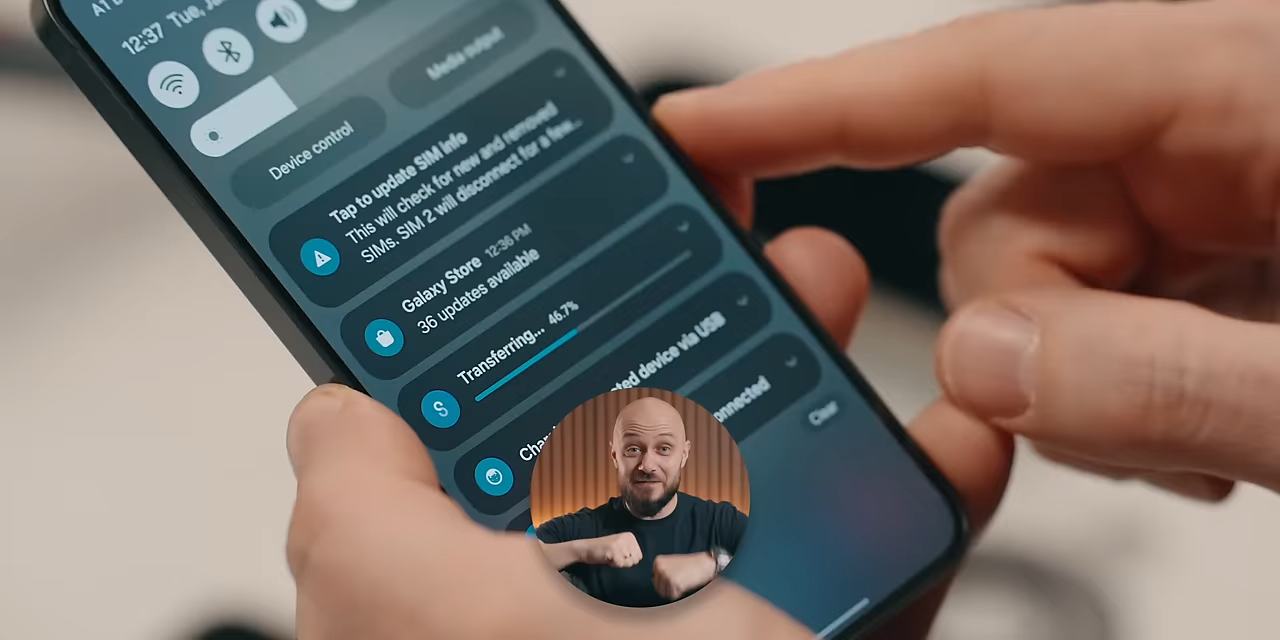 12:37 Tue, Ja
Device control
Media output
Tap to update SIM info
This will check for new and removed
SIMs. SIM 2 will disconnect for a few...
Galaxy Store 12:36 PM
36 updates available
Transferring... 46.7%
device via USB
Clear